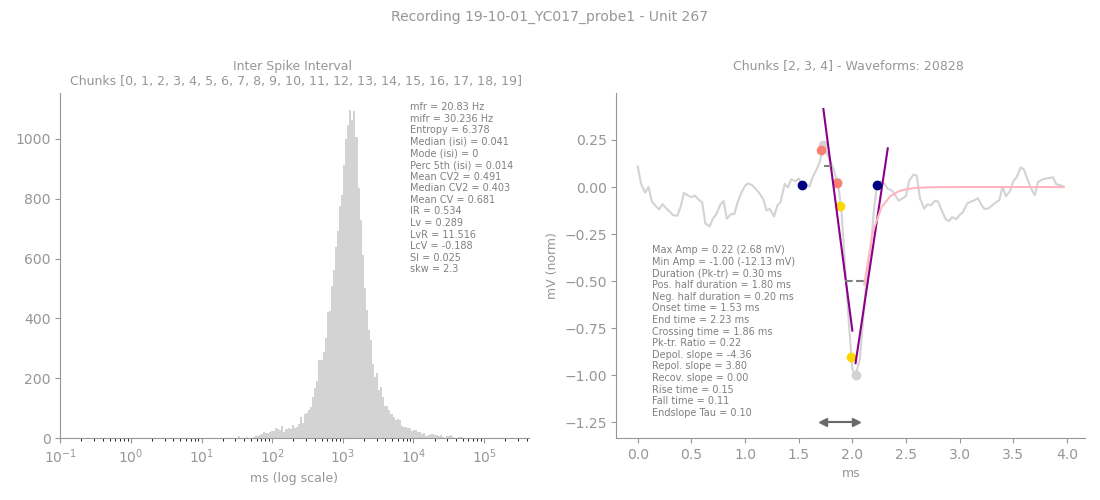 Recording 19-10-01_YC017_probe1 - Unit 267
Inter Spike Interval
Chunks [0, 1, 2, 3, 4, 5, 6, 7, 8, 9, 10, 11, 12, 13, 14, 15, 16, 17, 18, 19]
mfr = 20.83 Hz
mifr = 30.236 Hz
Entropy = 6.378
Median (isi) = 0.041
Mode (isi) = 0
Perc 5th (isi) = 0.014
Mean CV2 = 0.491
Median CV2 = 0.403
Mean CV = 0.681
IR = 0.534
Lv = 0.289
LvR = 11.516
LcV = -0.188
SI = 0.025
skw = 2.3
1000
800
600
400
200
0
10⁻¹ 10⁰ 10¹ 10² 10³ 10⁴ 10⁵
ms (log scale)
Chunks [2, 3, 4] - Waveforms: 20828
mV (norm)
0.25
0.00
−0.25
−0.50
−0.75
−1.00
−1.25
Max Amp = 0.22 (2.68 mV)
Min Amp = -1.00 (-12.13 mV)
Duration (Pk-tr) = 0.30 ms
Pos. half duration = 1.80 ms
Neg. half duration = 0.20 ms
Onset time = 1.53 ms
End time = 2.23 ms
Crossing time = 1.86 ms
Pk-tr. Ratio = 0.22
Depol. slope = -4.36
Repol. slope = 3.80
Recov. slope = 0.00
Rise time = 0.15
Fall time = 0.11
Endslope Tau = 0.10
0.0 0.5 1.0 1.5 2.0 2.5 3.0 3.5 4.0
ms